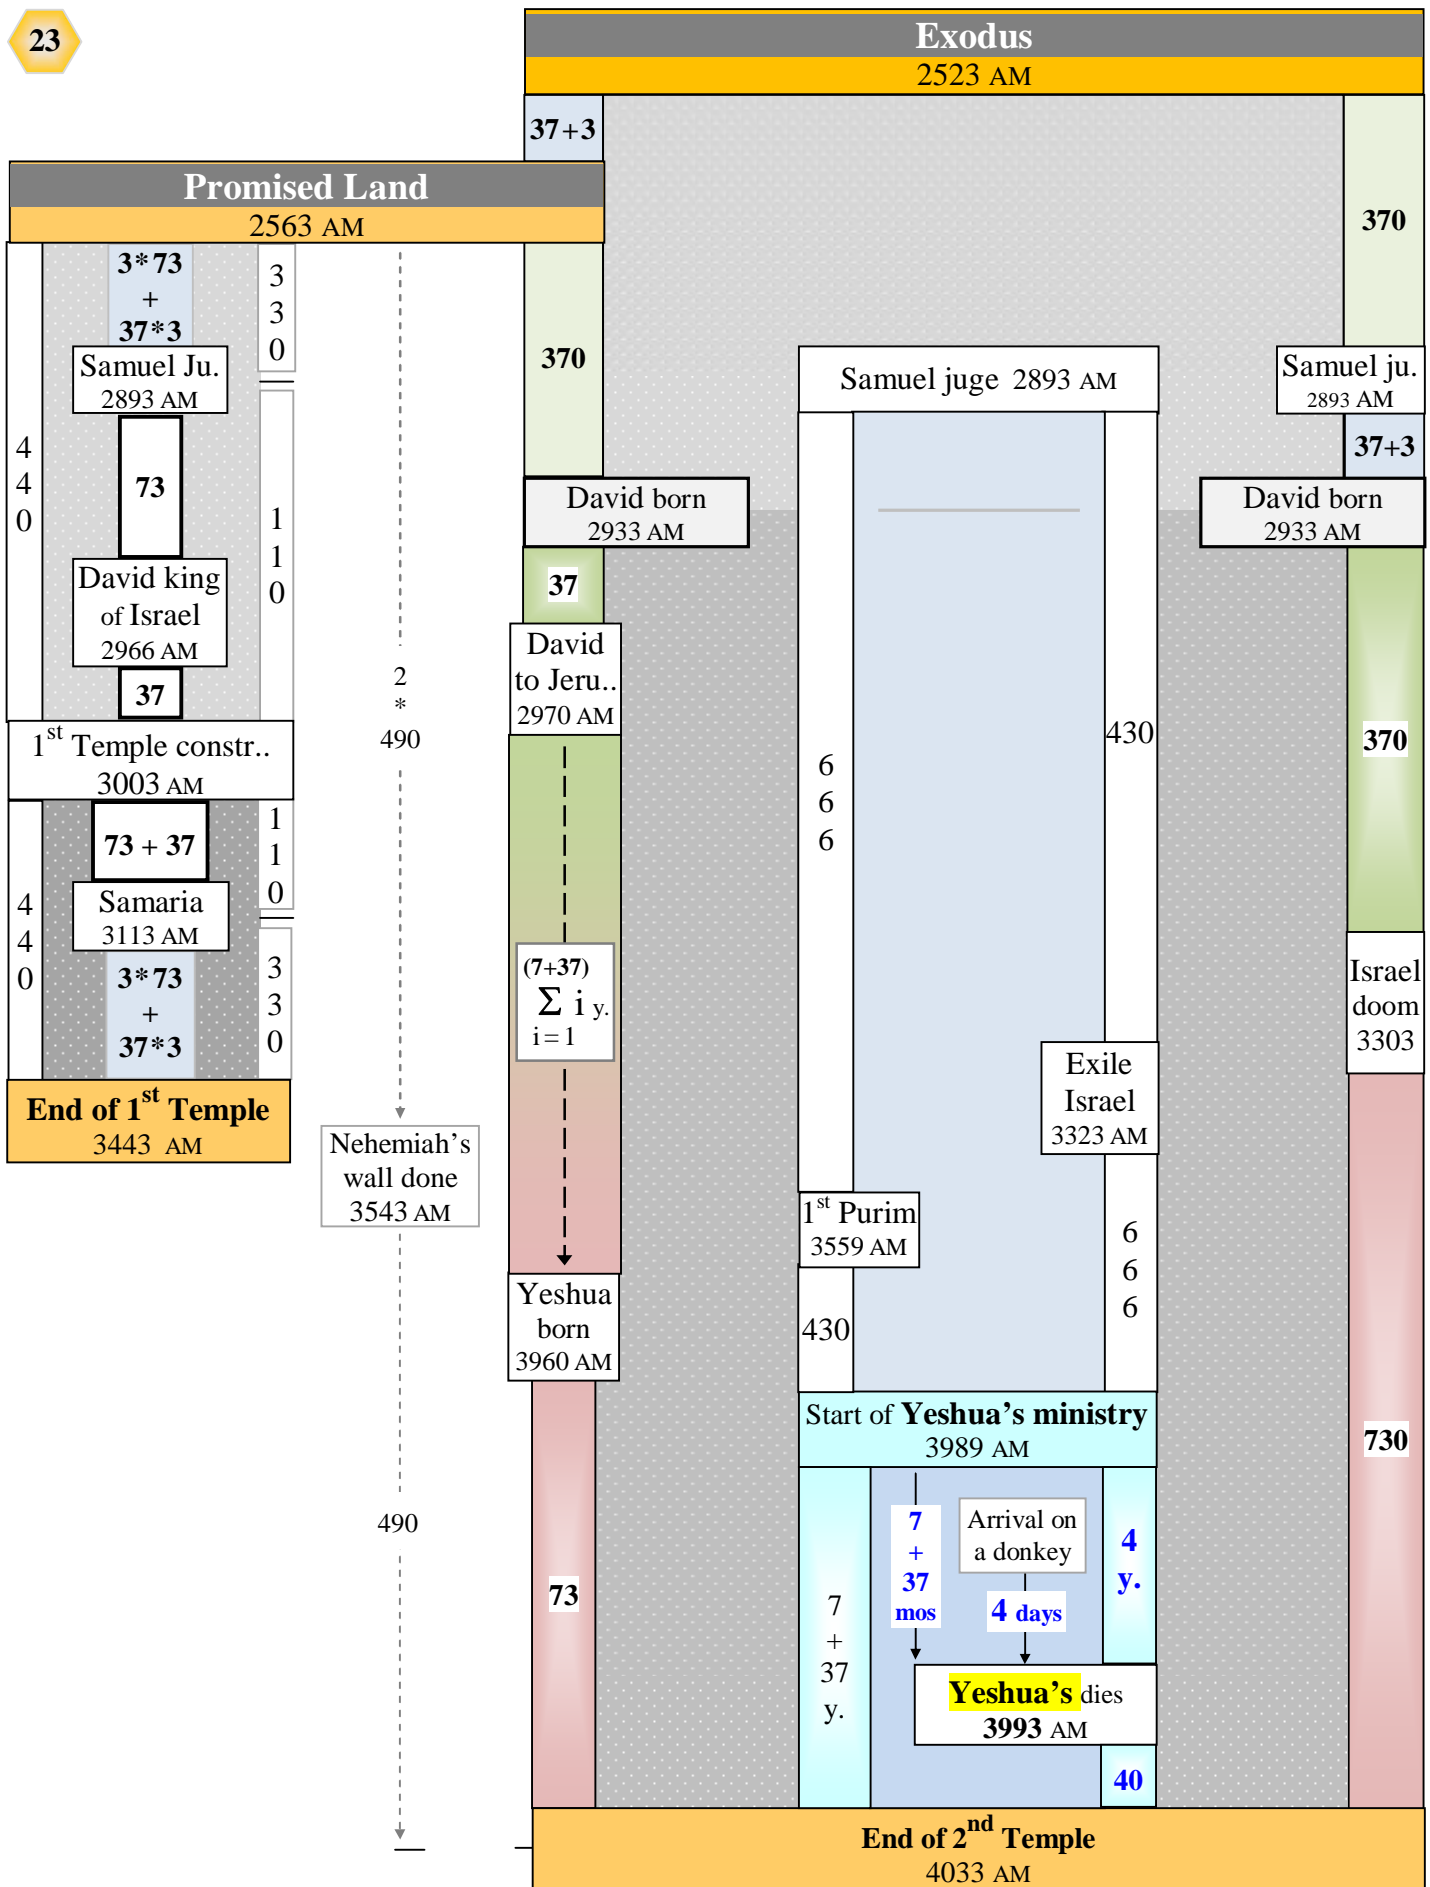 23
Exodus
2523 AM
37+3
Promised Land
2563 AM
370
3*73
+
37*3
3
3
0
Samuel Ju.
2893 AM
370
Samuel juge 2893 AM
Samuel ju.
2893 AM
4
4
0
73
1
1
0
37+3
David born
2933 AM
David born
2933 AM
David king
of Israel
2966 AM
37
37
David
to Jeru..
2970 AM
2
*
490
1st Temple constr..
3003 AM
6
6
6
430
370
73 + 37
1
1
0
Samaria
3113 AM
4
4
0
3*73
+
37*3
3
3
0
(7+37)
Σ i y.
i = 1
Israel
doom
3303
Exile
Israel
3323 AM
End of 1st Temple
3443 AM
Nehemiah's
wall done
3543 AM
1st Purim
3559 AM
6
6
6
Yeshua
born
3960 AM
430
Start of Yeshua's ministry
3989 AM
730
490
73
7
+
37
y.
7
+
37
mos
Arrival on
a donkey
4 days
4
y.
Yeshua's dies
3993 AM
40
End of 2nd Temple
4033 AM